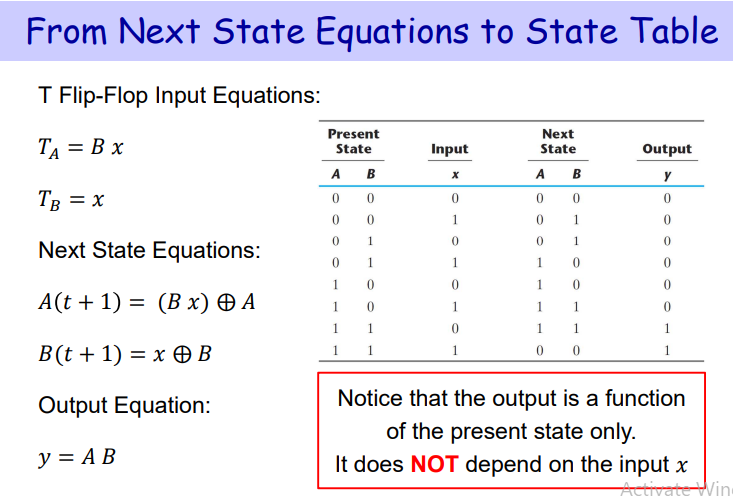 From Next State Equations to State Table
T Flip-Flop Input Equations:
T_A = B x
T_B = x
Next State Equations:
A(t + 1) = (B x) ⊕ A
B(t + 1) = x ⊕ B
Output Equation:
y = A B
Present State Input Next State Output
A B x A B y
0 0 0 0 0 0
0 0 1 0 1 0
0 1 0 0 1 0
0 1 1 1 0 0
1 0 0 1 0 0
1 0 1 1 1 0
1 1 0 1 1 1
1 1 1 0 0 1
Notice that the output is a function
of the present state only.
It does NOT depend on the input x
Activate Win